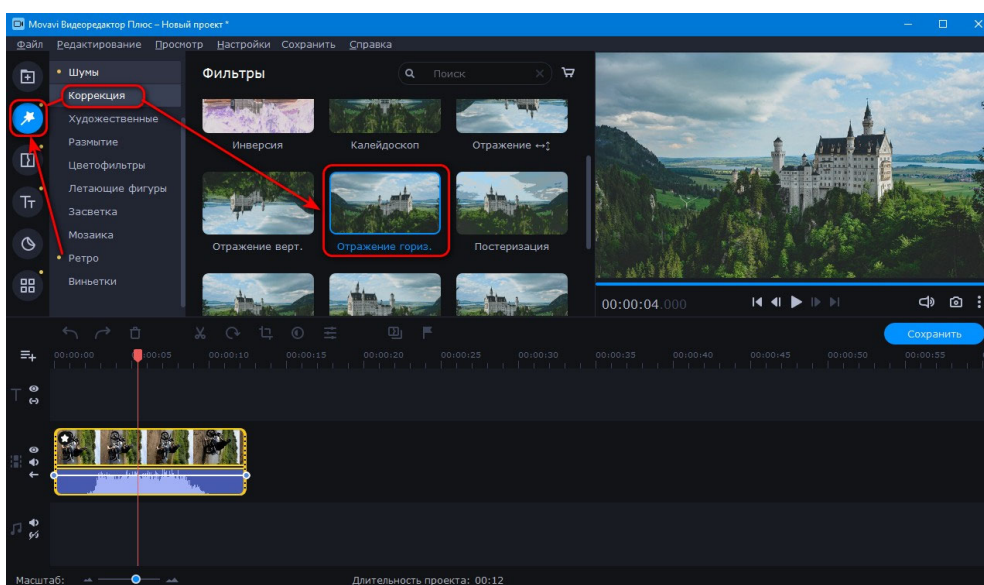 Movavi Видеоредактор Плюс – Новый проект *
Файл Редактирование Просмотр Настройки Сохранить Справка
Шумы
Коррекция
Художественные
Размытие
Цветофильтры
Летающие фигуры
Засветка
Мозаика
Ретро
Виньетки
Фильтры
Поиск
Инверсия Калейдоскоп Отражение ↔↕
Отражение верт. Отражение гориз. Постеризация
00:00:04.000
Сохранить
00:00:00 00:00:05 00:00:10 00:00:15 00:00:20 00:00:25 00:00:30 00:00:35 00:00:40 00:00:45 00:00:50 00:00:55
Масштаб: Длительность проекта: 00:12